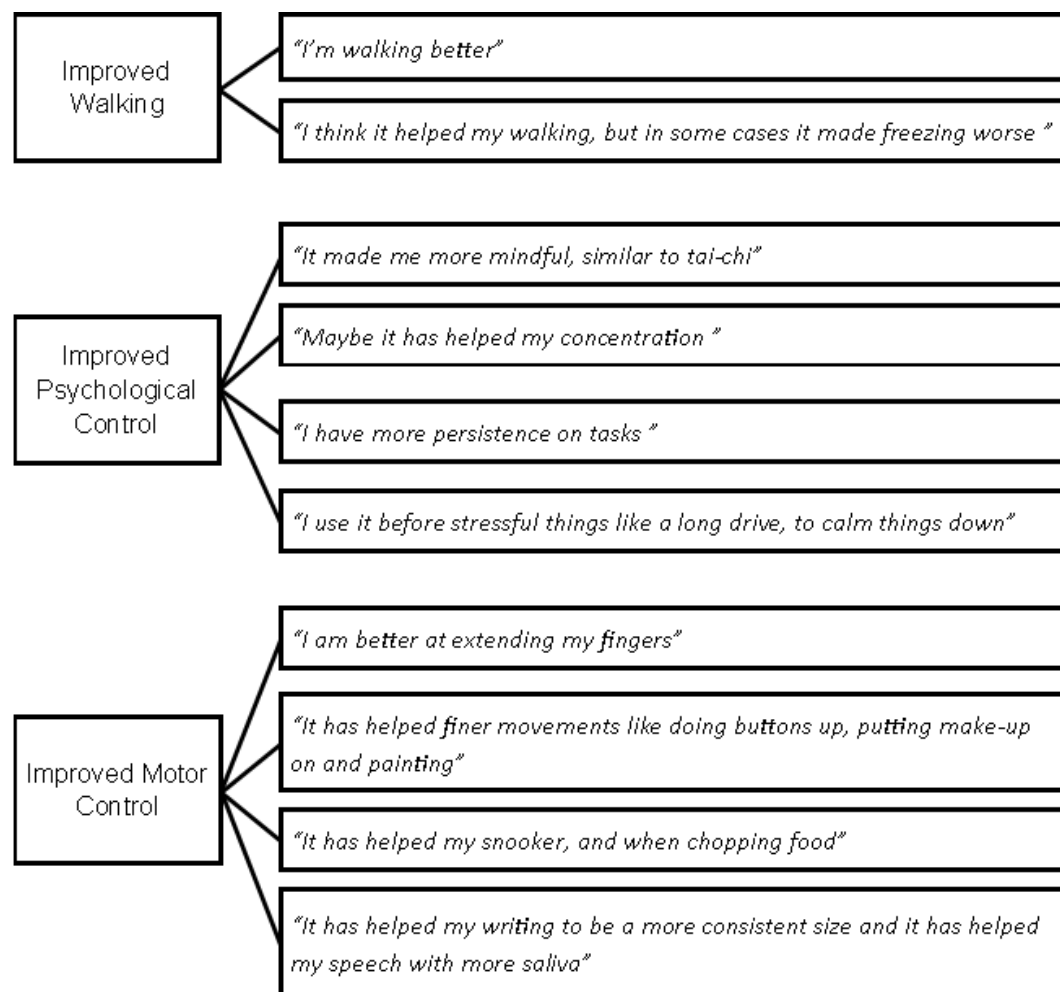 Improved
Walking
“I’m walking better”
“I think it helped my walking, but in some cases it made freezing worse ”
Improved
Psychological
Control
“It made me more mindful, similar to tai-chi”
“Maybe it has helped my concentration ”
“I have more persistence on tasks ”
“I use it before stressful things like a long drive, to calm things down”
Improved Motor
Control
“I am better at extending my fingers”
“It has helped finer movements like doing buttons up, putting make-up
on and painting”
“It has helped my snooker, and when chopping food”
“It has helped my writing to be a more consistent size and it has helped
my speech with more saliva”